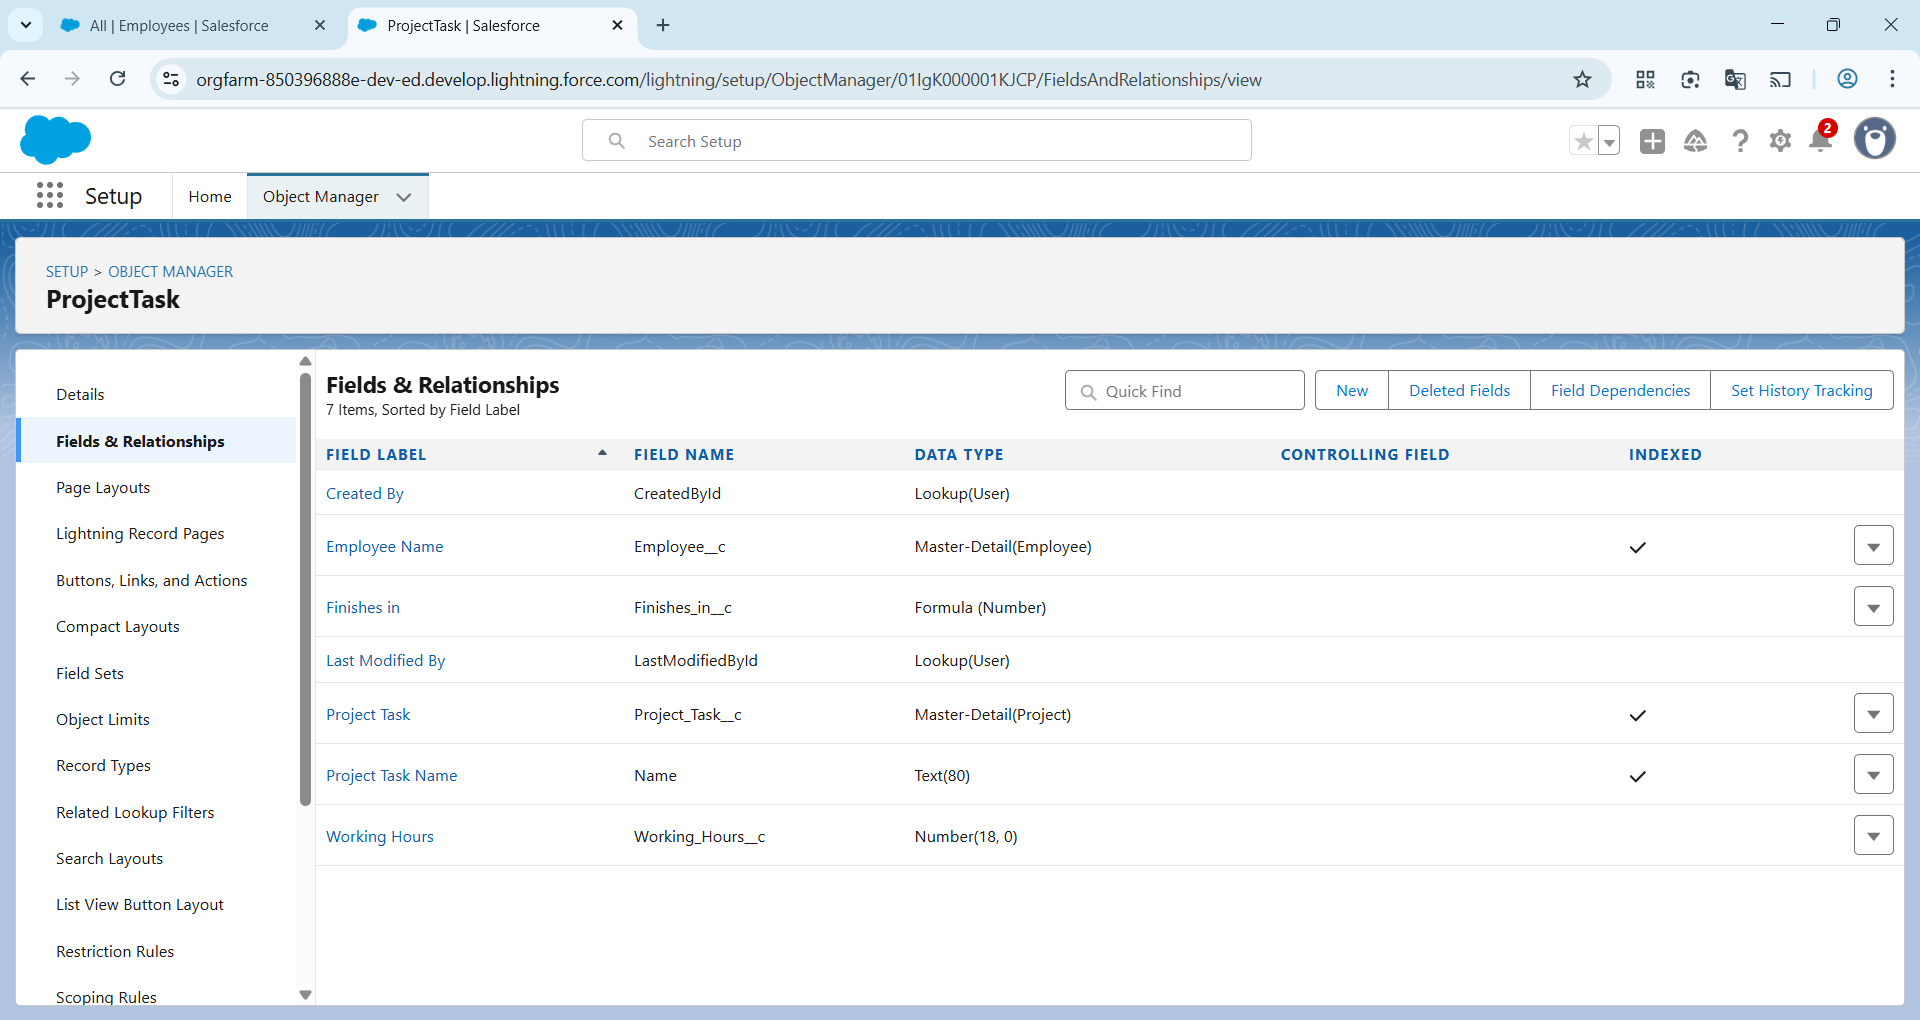 All | Employees | Salesforce
ProjectTask | Salesforce
orgfarm-850396888e-dev-ed.develop.lightning.force.com/lightning/setup/ObjectManager/01IgK000001KJCP/FieldsAndRelationships/view
Search Setup
2
Setup
Home
Object Manager
SETUP > OBJECT MANAGER
ProjectTask
Details
Fields & Relationships
Page Layouts
Lightning Record Pages
Buttons, Links, and Actions
Compact Layouts
Field Sets
Object Limits
Record Types
Related Lookup Filters
Search Layouts
List View Button Layout
Restriction Rules
Scoping Rules
Fields & Relationships
7 Items, Sorted by Field Label
Quick Find
New
Deleted Fields
Field Dependencies
Set History Tracking
FIELD LABEL FIELD NAME DATA TYPE CONTROLLING FIELD INDEXED
Created By CreatedById Lookup(User)
Employee Name Employee__c Master-Detail(Employee)
Finishes in Finishes_in__c Formula (Number)
Last Modified By LastModifiedById Lookup(User)
Project Task Project_Task__c Master-Detail(Project)
Project Task Name Name Text(80)
Working Hours Working_Hours__c Number(18, 0)